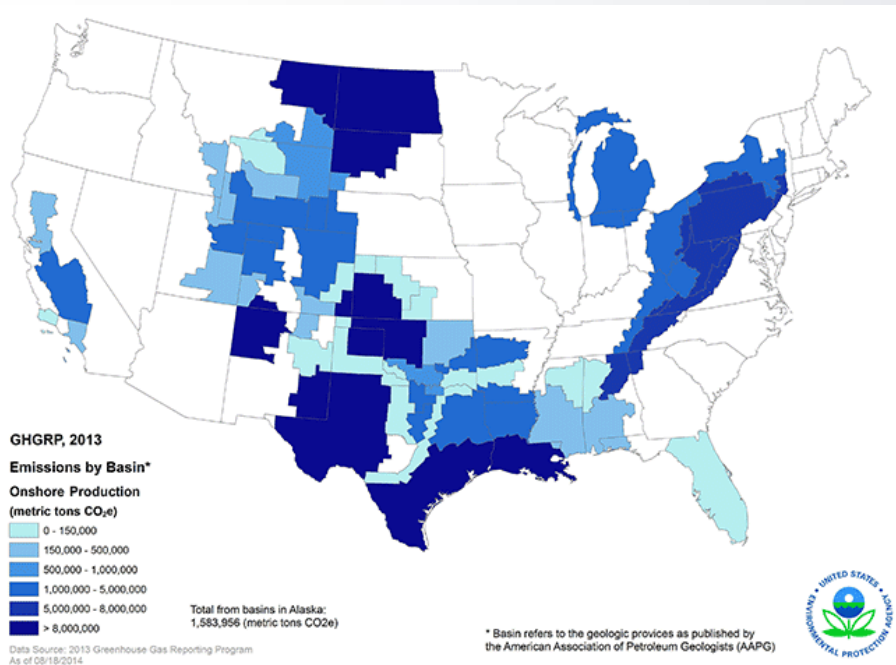 GHGRP, 2013
Emissions by Basin*
Onshore Production
(metric tons CO₂e)
0 - 150,000
150,000 - 500,000
500,000 - 1,000,000
1,000,000 - 5,000,000
5,000,000 - 8,000,000
> 8,000,000
Data Source: 2013 Greenhouse Gas Reporting Program
As of 08/18/2014
Total from basins in Alaska:
1,583,956 (metric tons CO2e)
* Basin refers to the geologic provices as published by
the American Association of Petroleum Geologists (AAPG)
UNITED STATES
ENVIRONMENTAL PROTECTION AGENCY